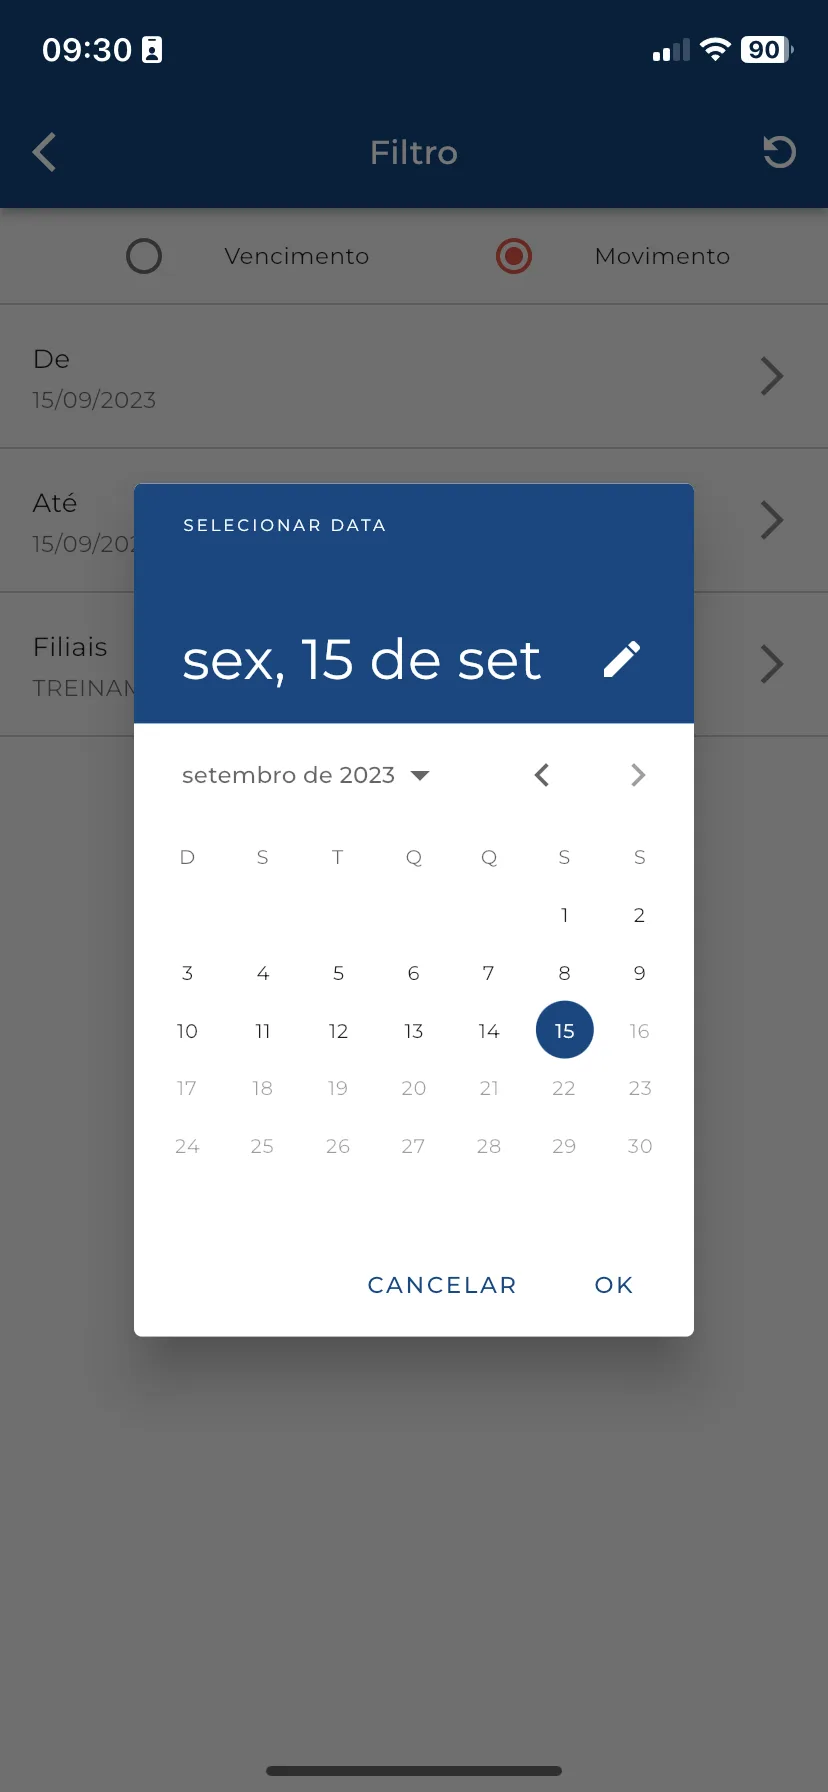 09:30
90
Filtro
Vencimento Movimento
De
15/09/2023
Até
15/09/202
SELECIONAR DATA
sex, 15 de set
Filiais
TREINAM
setembro de 2023
D S T Q Q S S
1 2
3 4 5 6 7 8 9
10 11 12 13 14 15 16
17 18 19 20 21 22 23
24 25 26 27 28 29 30
CANCELAR OK